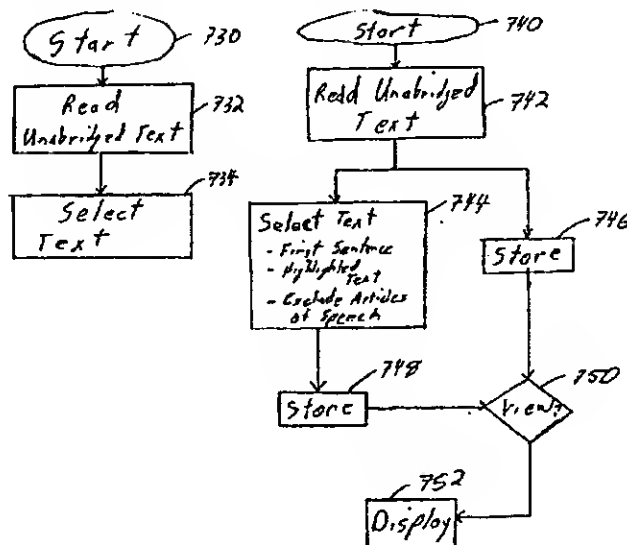 Start
730
Read
Unabridged Text
732
Select
Text
734
Start
740
Read Unabridged
Text
742
Select Text
- First Sentence
- Highlighted
Text
- Exclude Articles
of Speech
744
Store
746
Store
748
View?
750
Display
752